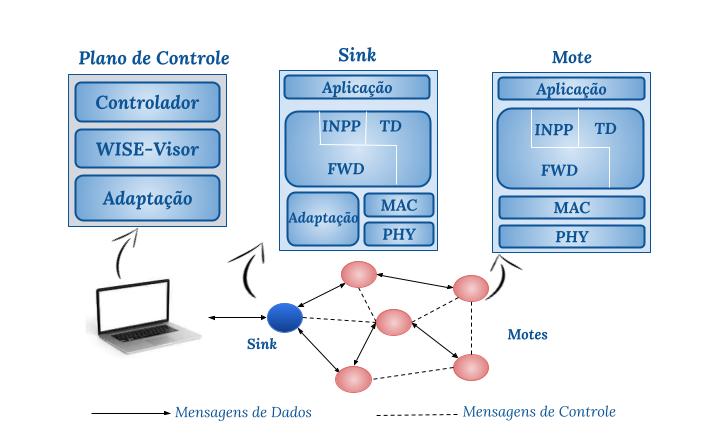 Plano de Controle
Controlador
WISE-Visor
Adaptação
Sink
Aplicação
INPP TD
FWD
Adaptação
MAC
PHY
Mote
Aplicação
INPP TD
FWD
MAC
PHY
Sink
Motes
Mensagens de Dados
Mensagens de Controle